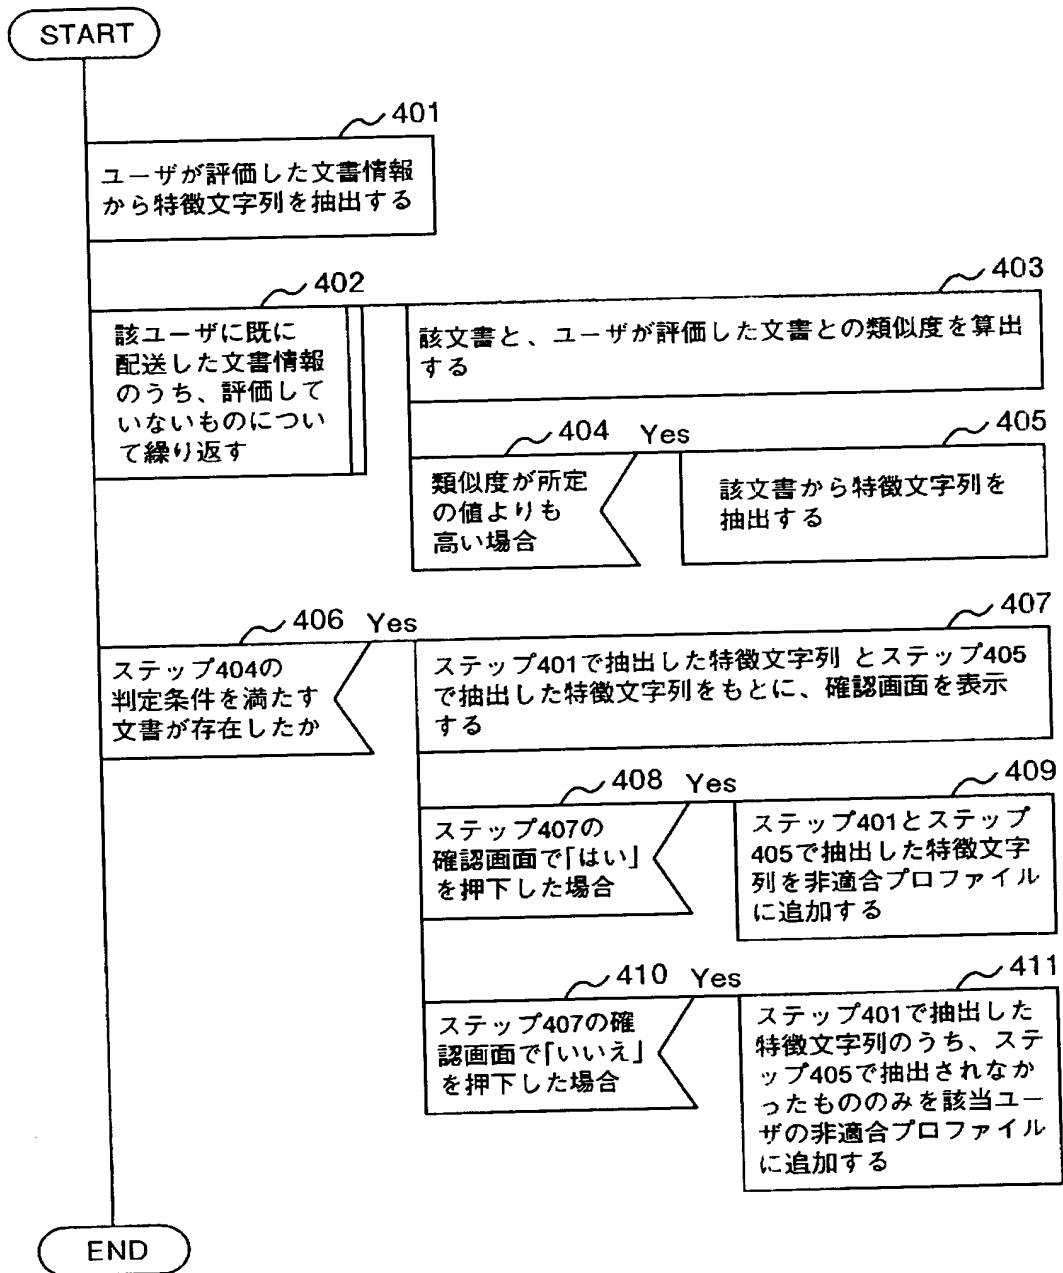 START
401
ユーザが評価した文書情報
から特徴文字列を抽出する
402
該ユーザに既に
配送した文書情報
のうち、評価して
いないものについ
て繰り返す
403
該文書と、ユーザが評価した文書との類似度を算出
する
404 Yes
類似度が所定
の値よりも
高い場合
405
該文書から特徴文字列を
抽出する
406 Yes
ステップ404の
判定条件を満たす
文書が存在したか
407
ステップ401で抽出した特徴文字列 とステップ405
で抽出した特徴文字列をもとに、確認画面を表示
する
408 Yes
ステップ407の
確認画面で「はい」
を押下した場合
409
ステップ401とステップ
405で抽出した特徴文字
列を非適合プロファイル
に追加する
410 Yes
ステップ407の確
認画面で「いいえ」
を押下した場合
411
ステップ401で抽出した
特徴文字列のうち、ステ
ップ405で抽出されなか
ったもののみを該当ユー
ザの非適合プロファイル
に追加する
END